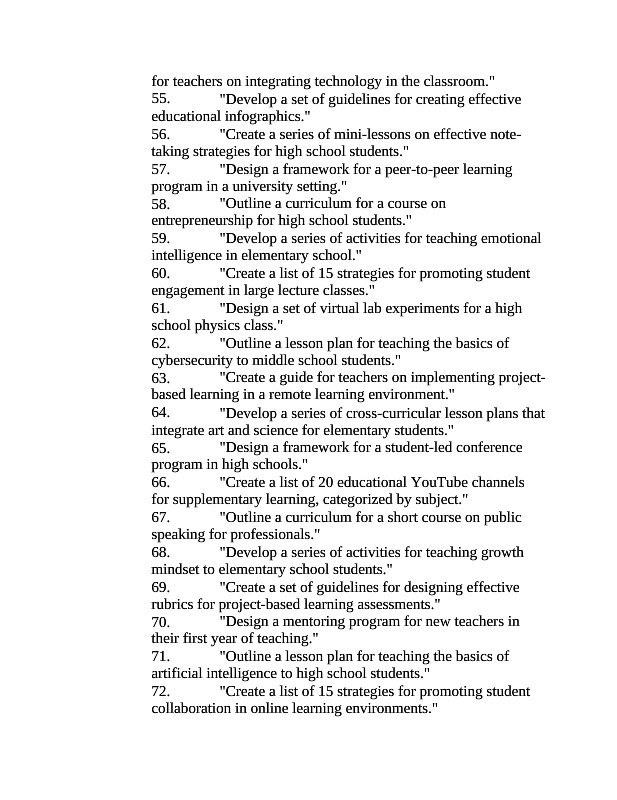 for teachers on integrating technology in the classroom."
55. "Develop a set of guidelines for creating effective
educational infographics."
56. "Create a series of mini-lessons on effective note-
taking strategies for high school students."
57. "Design a framework for a peer-to-peer learning
program in a university setting."
58. "Outline a curriculum for a course on
entrepreneurship for high school students."
59. "Develop a series of activities for teaching emotional
intelligence in elementary school."
60. "Create a list of 15 strategies for promoting student
engagement in large lecture classes."
61. "Design a set of virtual lab experiments for a high
school physics class."
62. "Outline a lesson plan for teaching the basics of
cybersecurity to middle school students."
63. "Create a guide for teachers on implementing project-
based learning in a remote learning environment."
64. "Develop a series of cross-curricular lesson plans that
integrate art and science for elementary students."
65. "Design a framework for a student-led conference
program in high schools."
66. "Create a list of 20 educational YouTube channels
for supplementary learning, categorized by subject."
67. "Outline a curriculum for a short course on public
speaking for professionals."
68. "Develop a series of activities for teaching growth
mindset to elementary school students."
69. "Create a set of guidelines for designing effective
rubrics for project-based learning assessments."
70. "Design a mentoring program for new teachers in
their first year of teaching."
71. "Outline a lesson plan for teaching the basics of
artificial intelligence to high school students."
72. "Create a list of 15 strategies for promoting student
collaboration in online learning environments."